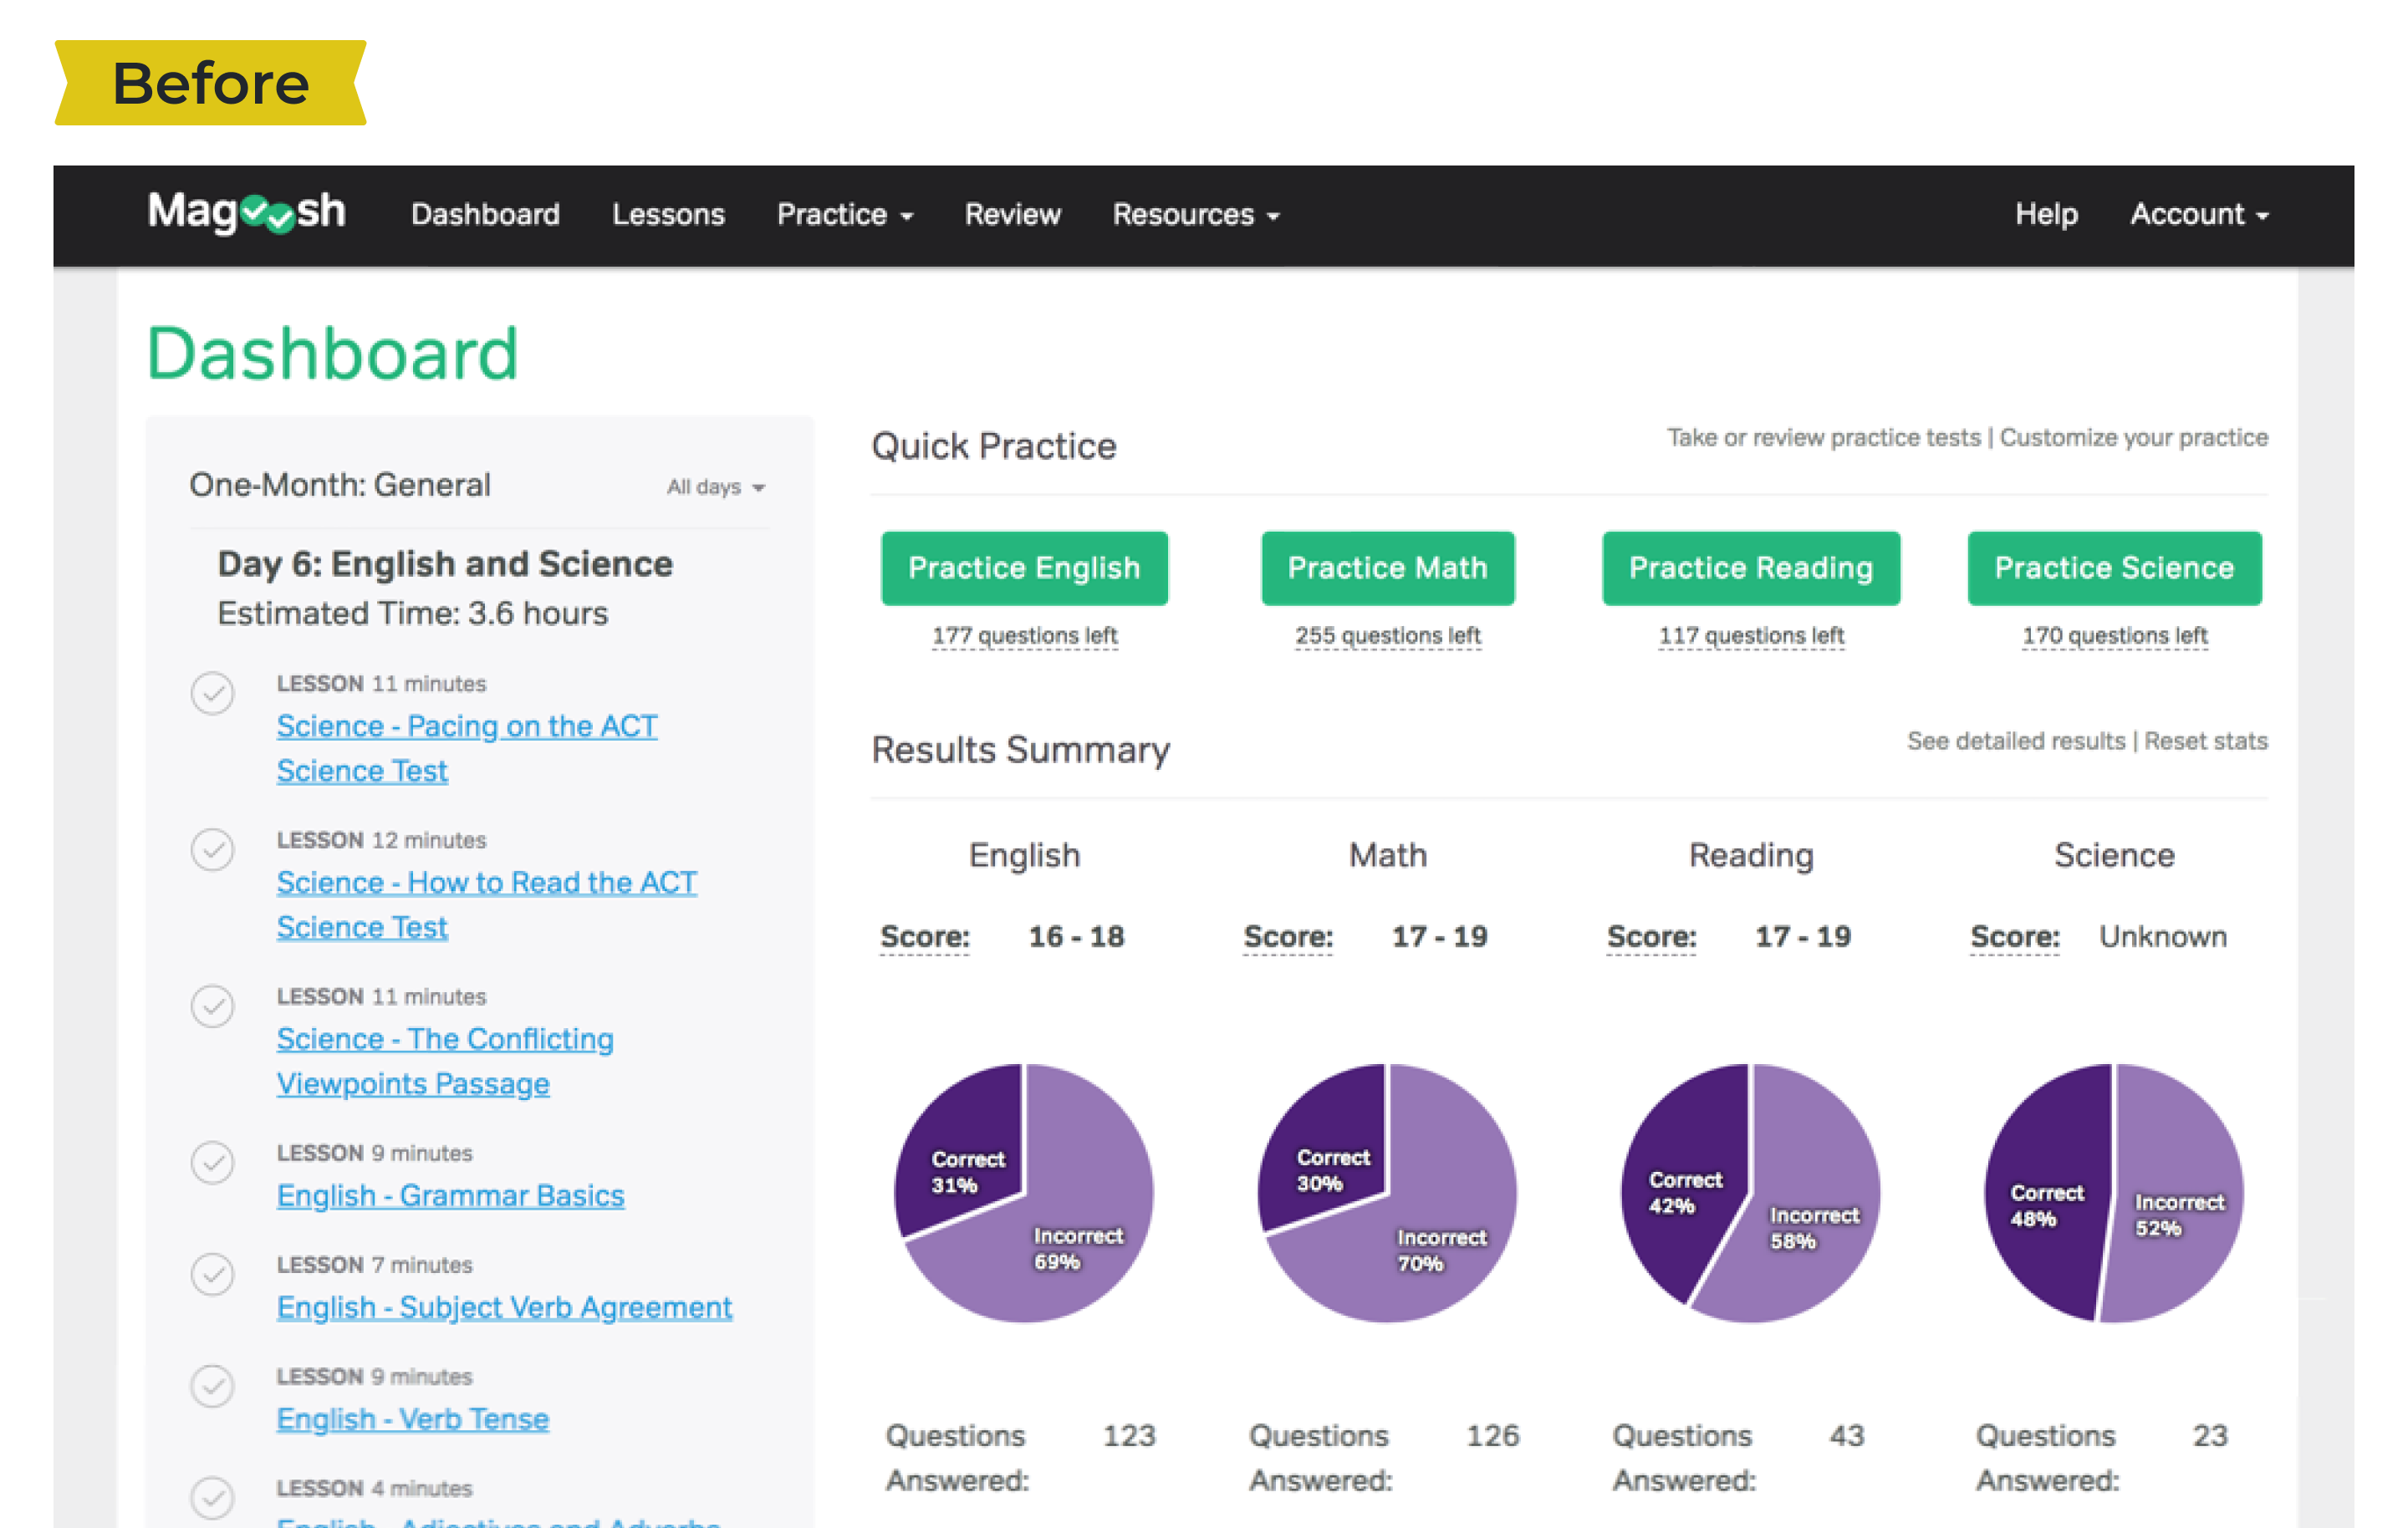 Before
Magoosh Dashboard Lessons Practice Review Resources Help Account
Dashboard
One-Month: General All days
Day 6: English and Science
Estimated Time: 3.6 hours
LESSON 11 minutes
Science - Pacing on the ACT
Science Test
LESSON 12 minutes
Science - How to Read the ACT
Science Test
LESSON 11 minutes
Science - The Conflicting
Viewpoints Passage
LESSON 9 minutes
English - Grammar Basics
LESSON 7 minutes
English - Subject Verb Agreement
LESSON 9 minutes
English - Verb Tense
LESSON 4 minutes
English - Adjectives and Adverbs
Quick Practice Take or review practice tests | Customize your practice
Practice English Practice Math Practice Reading Practice Science
177 questions left 255 questions left 117 questions left 170 questions left
Results Summary See detailed results | Reset stats
English Math Reading Science
Score: 16 - 18 Score: 17 - 19 Score: 17 - 19 Score: Unknown
Correct
31%
Incorrect
69%
Correct
30%
Incorrect
70%
Correct
42%
Incorrect
58%
Correct
48%
Incorrect
52%
Questions 123 Questions 126 Questions 43 Questions 23
Answered: Answered: Answered: Answered: